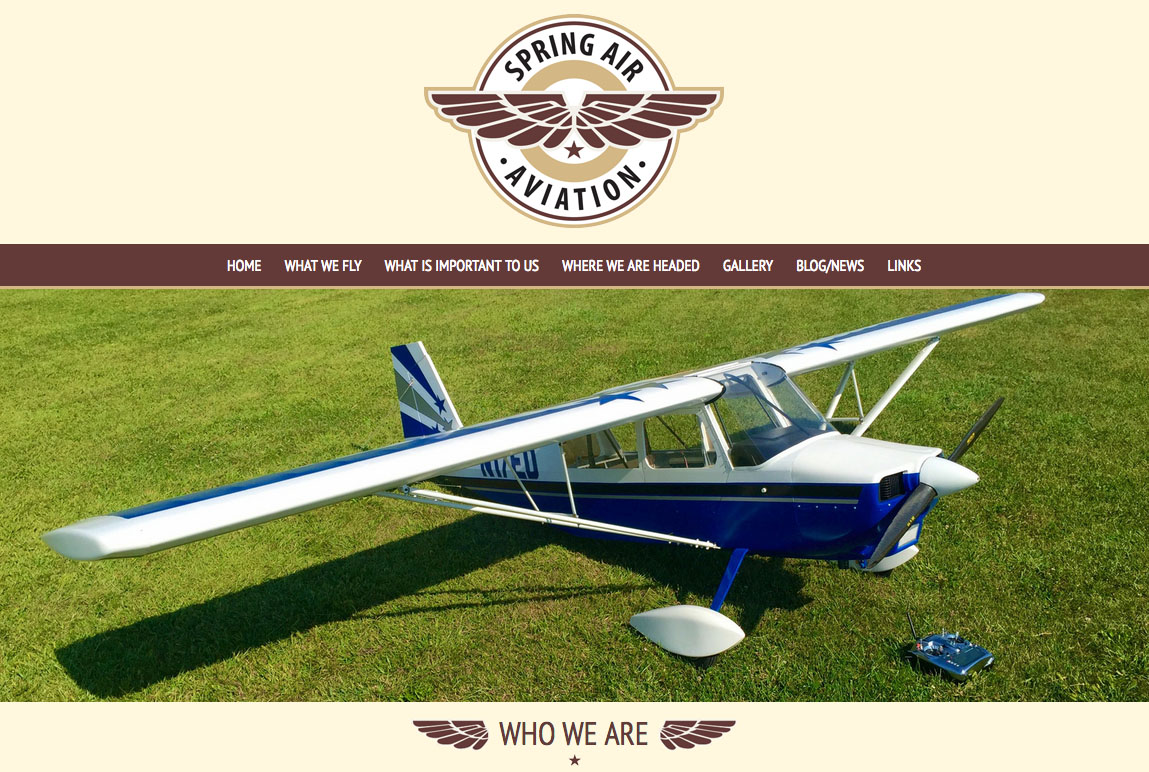 SPRING AIR
• AVIATION •
HOME WHAT WE FLY WHAT IS IMPORTANT TO US WHERE WE ARE HEADED GALLERY BLOG/NEWS LINKS
WHO WE ARE